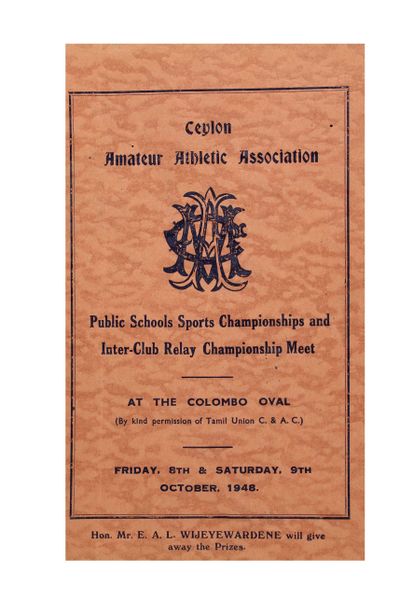 Ceylon
Amateur Athletic Association
Public Schools Sports Championships and
Inter-Club Relay Championship Meet
AT THE COLOMBO OVAL
(By kind permission of Tamil Union C. & A. C.)
FRIDAY, 8TH & SATURDAY, 9TH
OCTOBER, 1948.
Hon. Mr. E. A. L. WIJEYEWARDENE will give
away the Prizes.